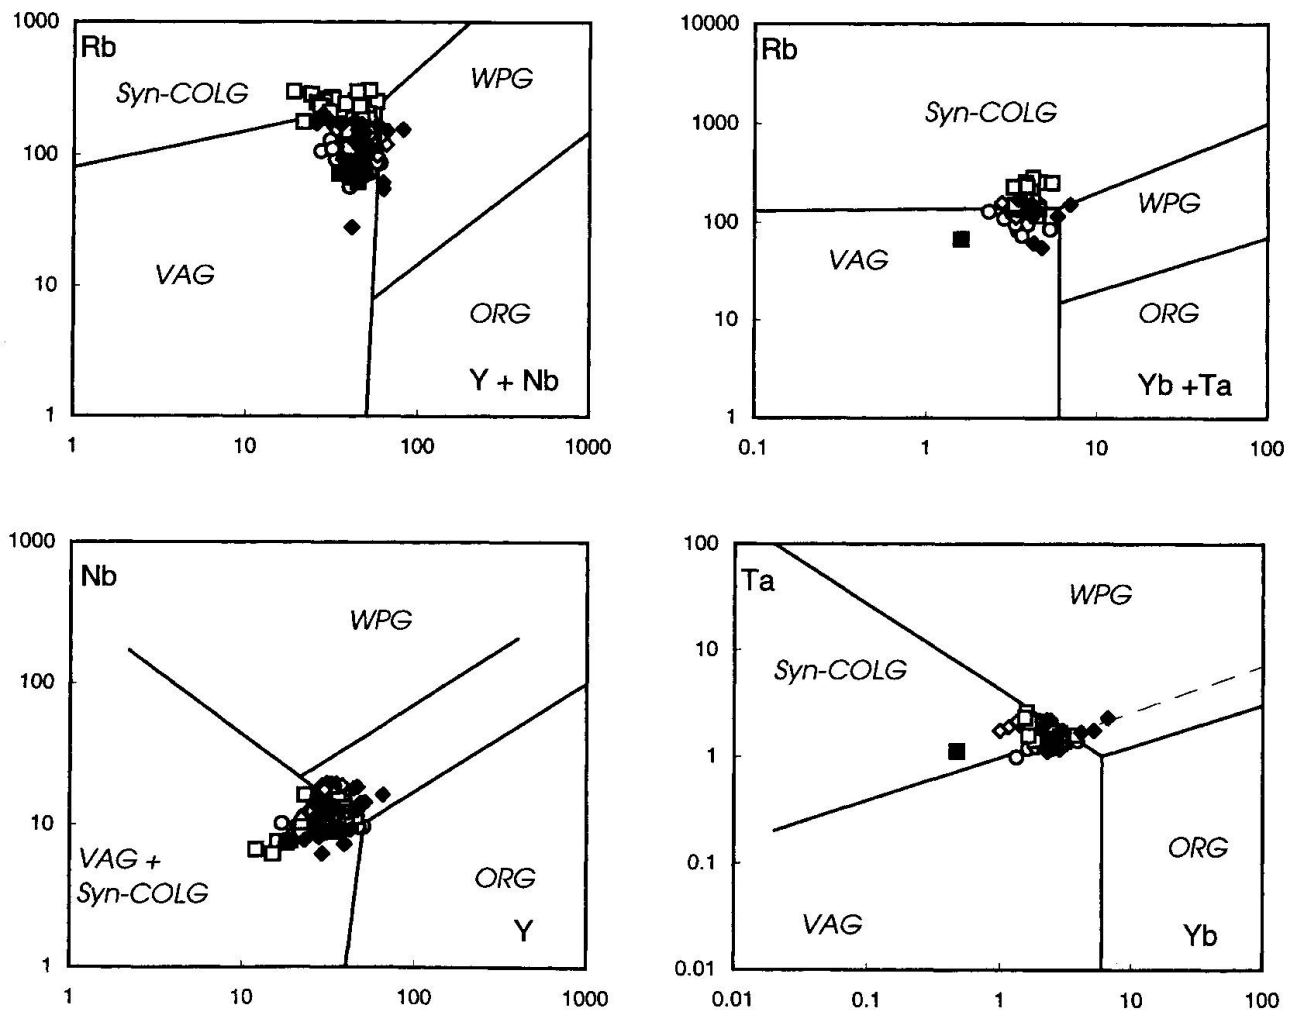 1000
Rb
Syn-COLG
WPG
100
VAG
10
ORG
Y + Nb
1
1
10
100
1000
10000
Rb
Syn-COLG
1000
WPG
100
VAG
10
ORG
Yb +Ta
1
0.1
1
10
100
1000
Nb
WPG
100
10
VAG +
Syn-COLG
ORG
Y
1
1
10
100
1000
100
Ta
WPG
10
Syn-COLG
1
0.1
ORG
VAG
Yb
0.01
0.01
0.1
1
10
100